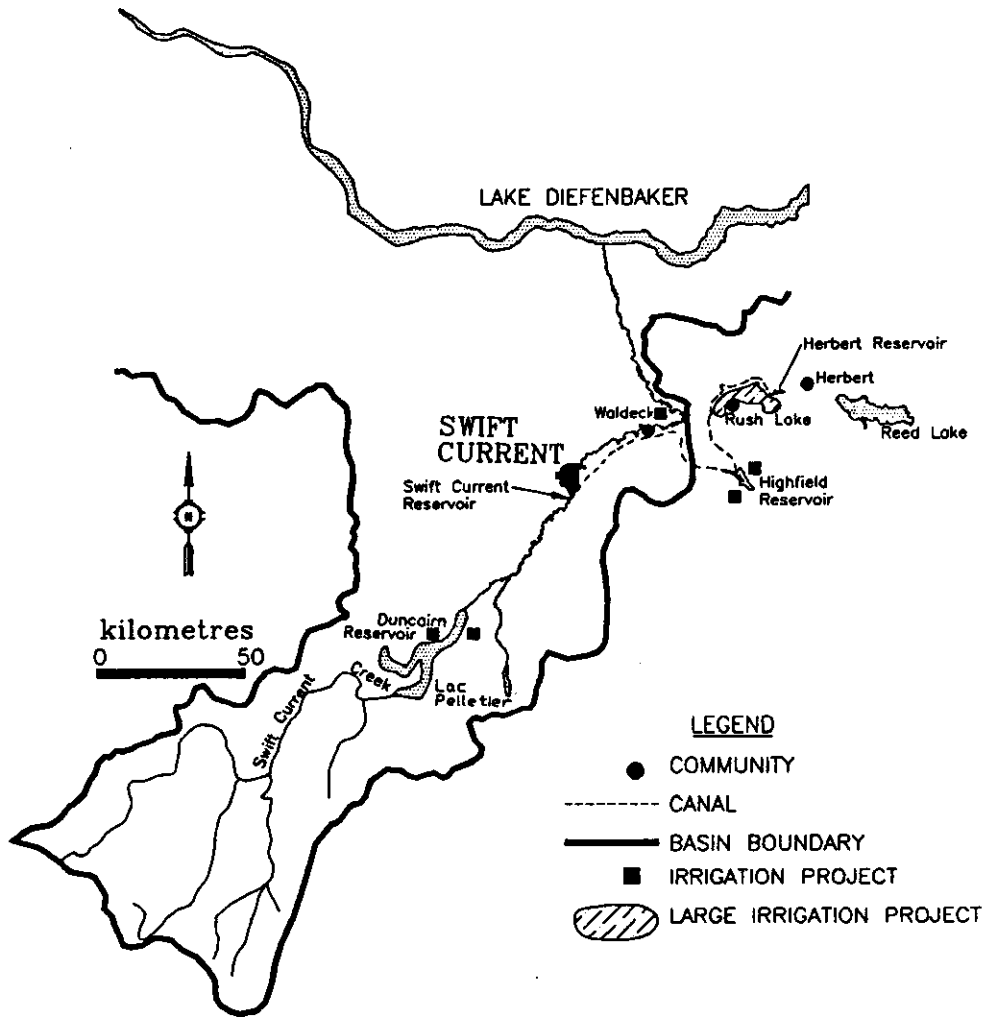 LAKE DIEFENBAKER
Herbert Reservoir
Herbert
Waldeck
Rush Lake
Reed Lake
SWIFT
CURRENT
Swift Current
Reservoir
Highfield
Reservoir
N
kilometres
0 50
Duncairn
Reservoir
Swift Current Creek
Lac
Pelletier
LEGEND
COMMUNITY
CANAL
BASIN BOUNDARY
IRRIGATION PROJECT
LARGE IRRIGATION PROJECT